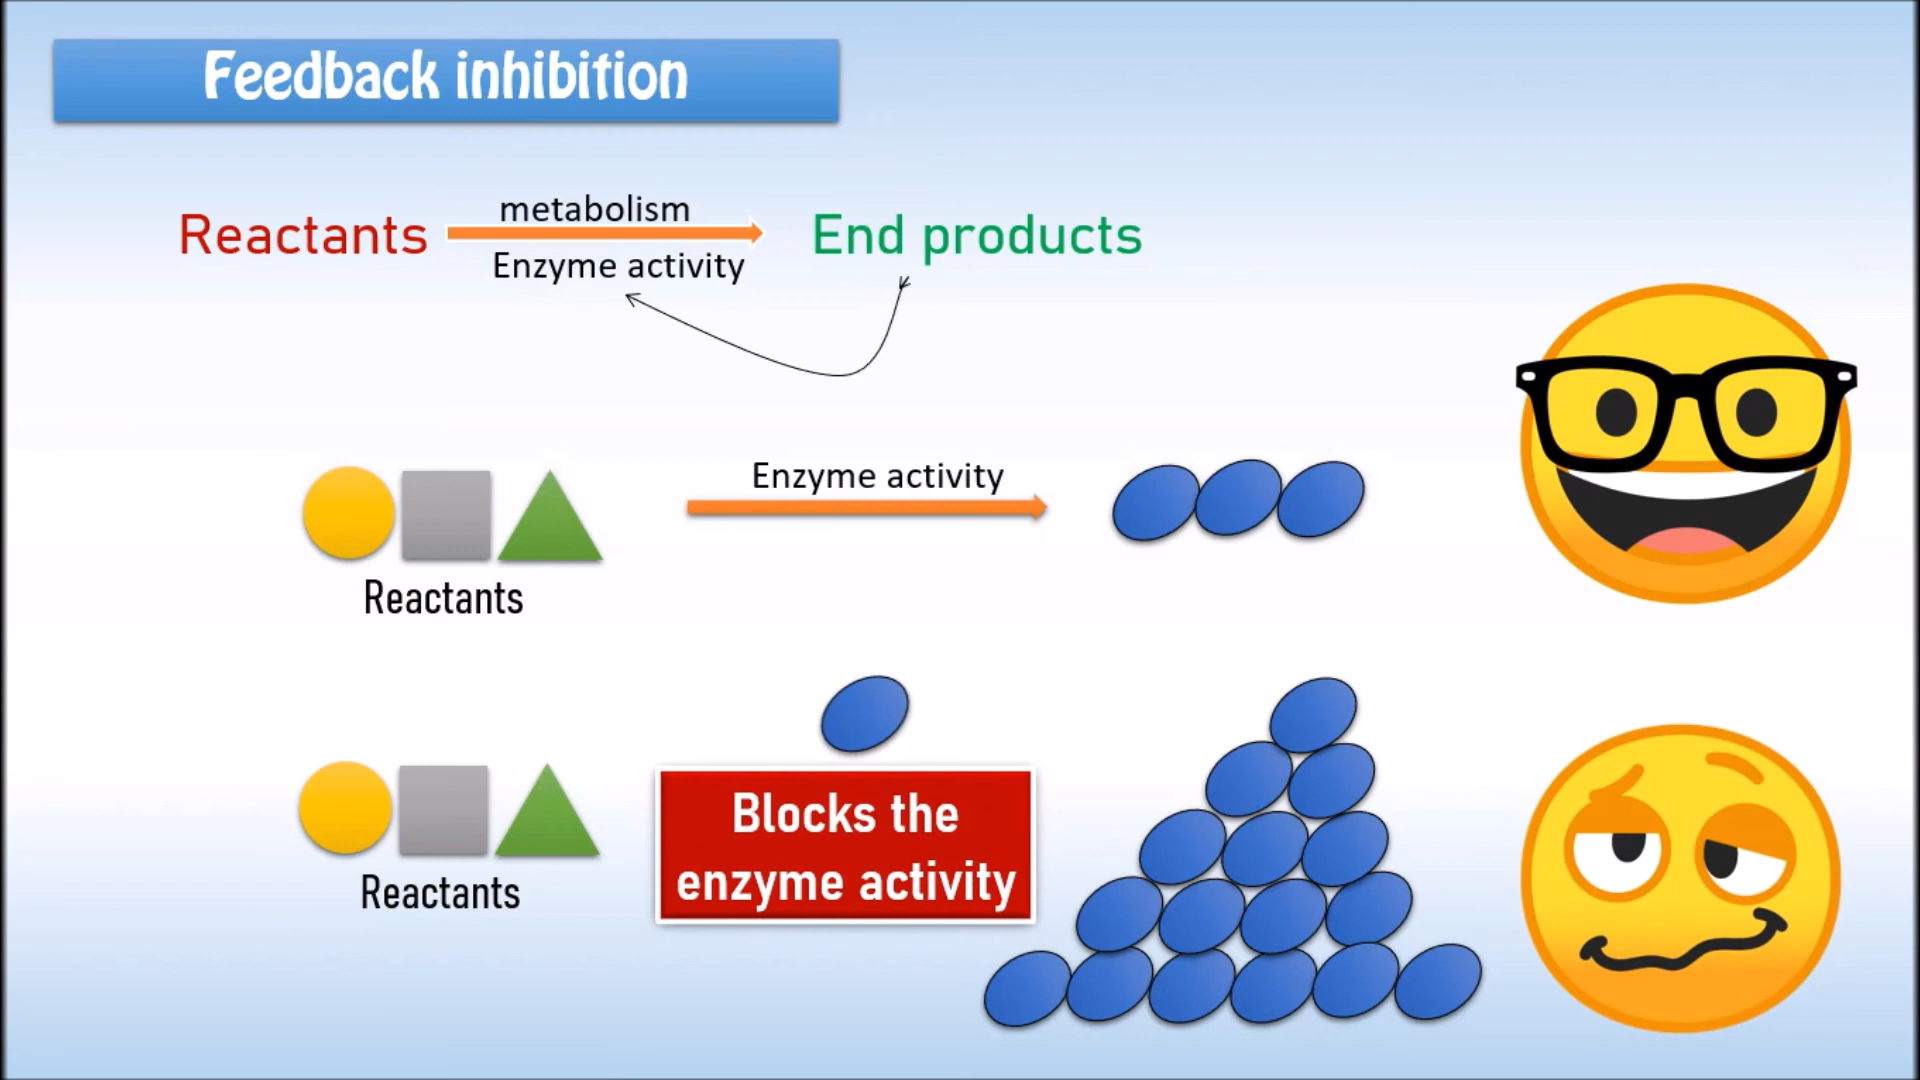 Feedback inhibition
metabolism
Reactants
End products
Enzyme activity
Enzyme activity
Reactants
Blocks the
enzyme activity
Reactants